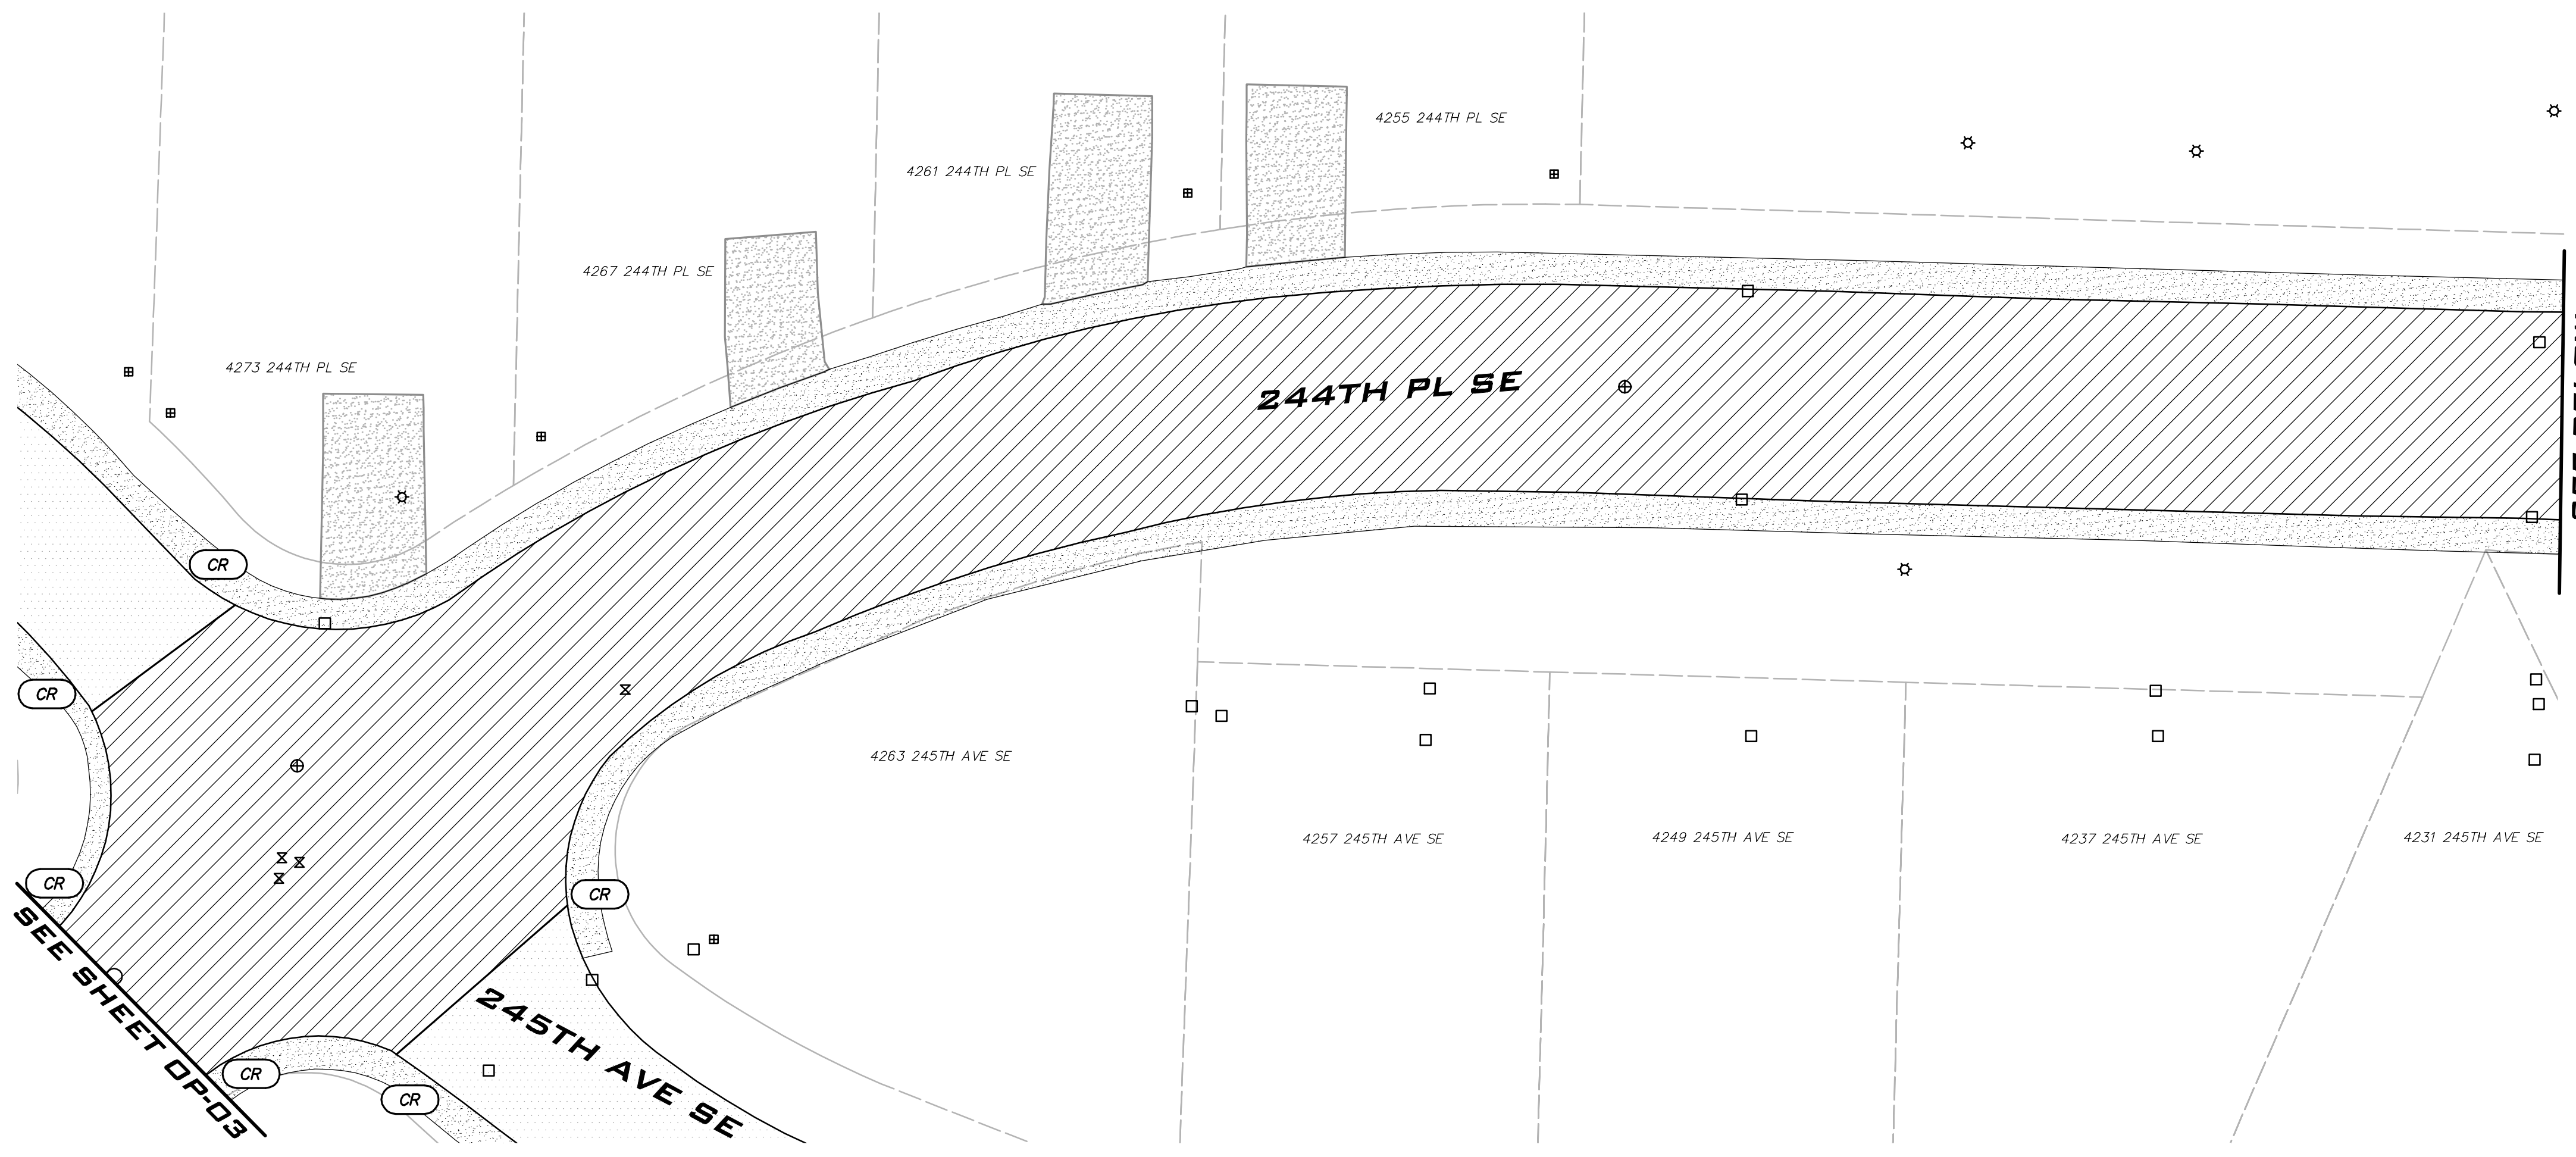 4255 244TH PL SE
4261 244TH PL SE
4267 244TH PL SE
4273 244TH PL SE
244TH PL SE
CR
CR
4263 245TH AVE SE
4257 245TH AVE SE
4249 245TH AVE SE
4237 245TH AVE SE
4231 245TH AVE SE
CR
CR
SEE SHEET OP-03
245TH AVE SE
CR
CR